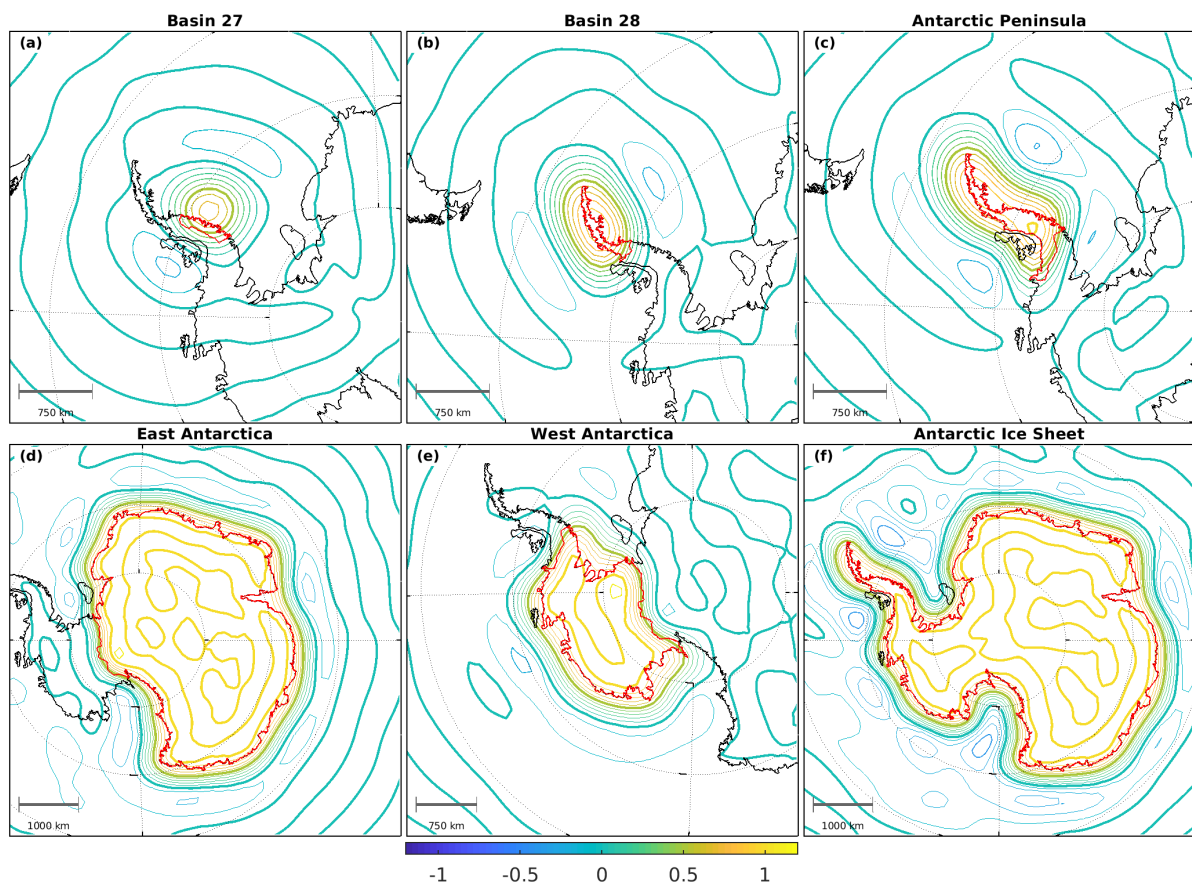 Basin 27
Basin 28
Antarctic Peninsula
(a)
(b)
(c)
750 km
750 km
750 km
East Antarctica
West Antarctica
Antarctic Ice Sheet
(d)
(e)
(f)
1000 km
750 km
1000 km
-1 -0.5 0 0.5 1